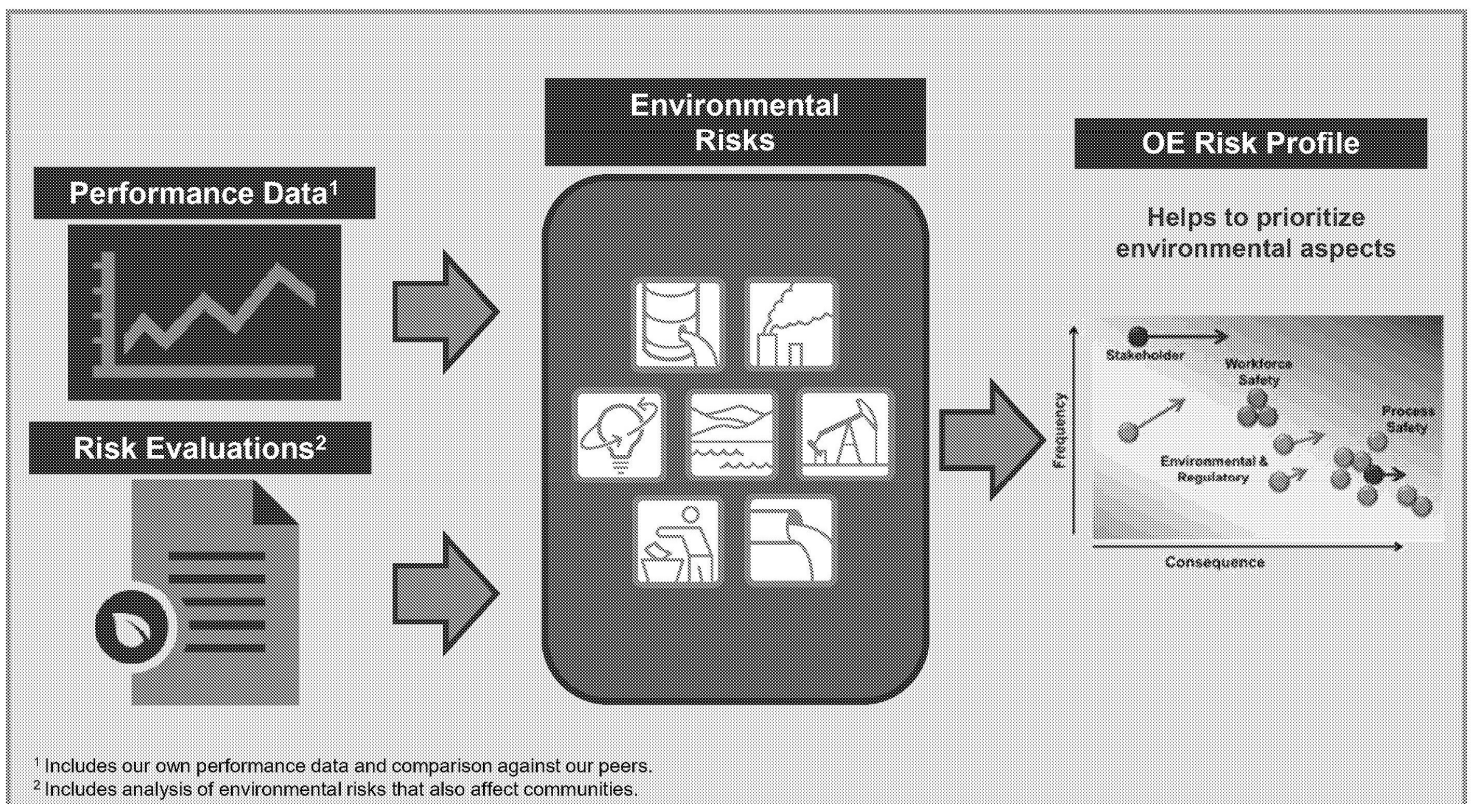 Environmental
Risks
OE Risk Profile
Performance Data¹
Helps to prioritize
environmental aspects
Stakeholder
Workforce
Safety
Process
Safety
Frequency
Environmental &
Regulatory
Consequence
Risk Evaluations²
¹ Includes our own performance data and comparison against our peers.
² Includes analysis of environmental risks that also affect communities.